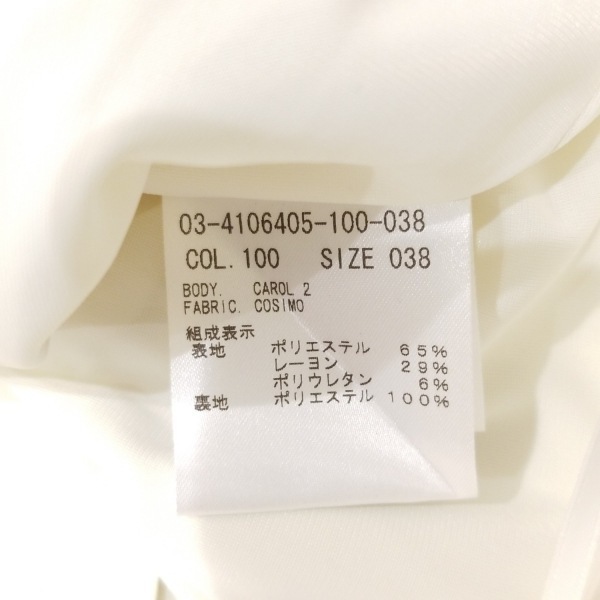 03-4106405-100-038
COL.100 SIZE 038
BODY. CAROL 2
FABRIC. COSIMO
組成表示
表地 ポリエステル 65%
レーヨン 29%
ポリウレタン 6%
裏地 ポリエステル 100%